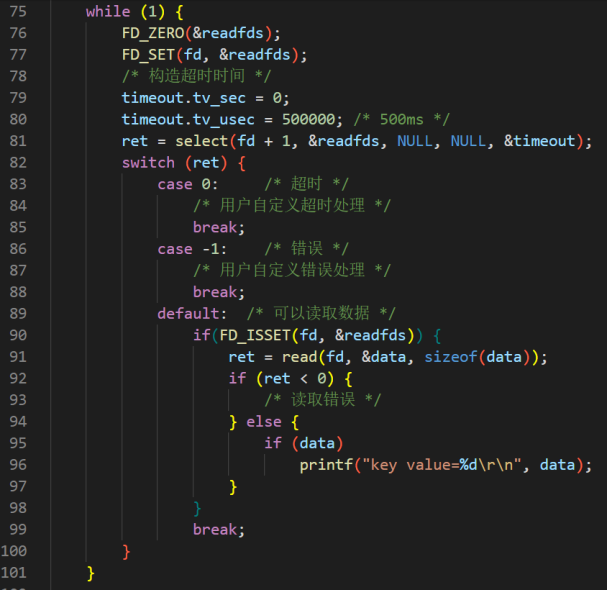 75 while (1) {
76 FD_ZERO(&readfds);
77 FD_SET(fd, &readfds);
78 /* 构造超时时间 */
79 timeout.tv_sec = 0;
80 timeout.tv_usec = 500000; /* 500ms */
81 ret = select(fd + 1, &readfds, NULL, NULL, &timeout);
82 switch (ret) {
83 case 0: /* 超时 */
84 /* 用户自定义超时处理 */
85 break;
86 case -1: /* 错误 */
87 /* 用户自定义错误处理 */
88 break;
89 default: /* 可以读取数据 */
90 if(FD_ISSET(fd, &readfds)) {
91 ret = read(fd, &data, sizeof(data));
92 if (ret < 0) {
93 /* 读取错误 */
94 } else {
95 if (data)
96 printf("key value=%d\r\n", data);
97 }
98 }
99 break;
100 }
101 }